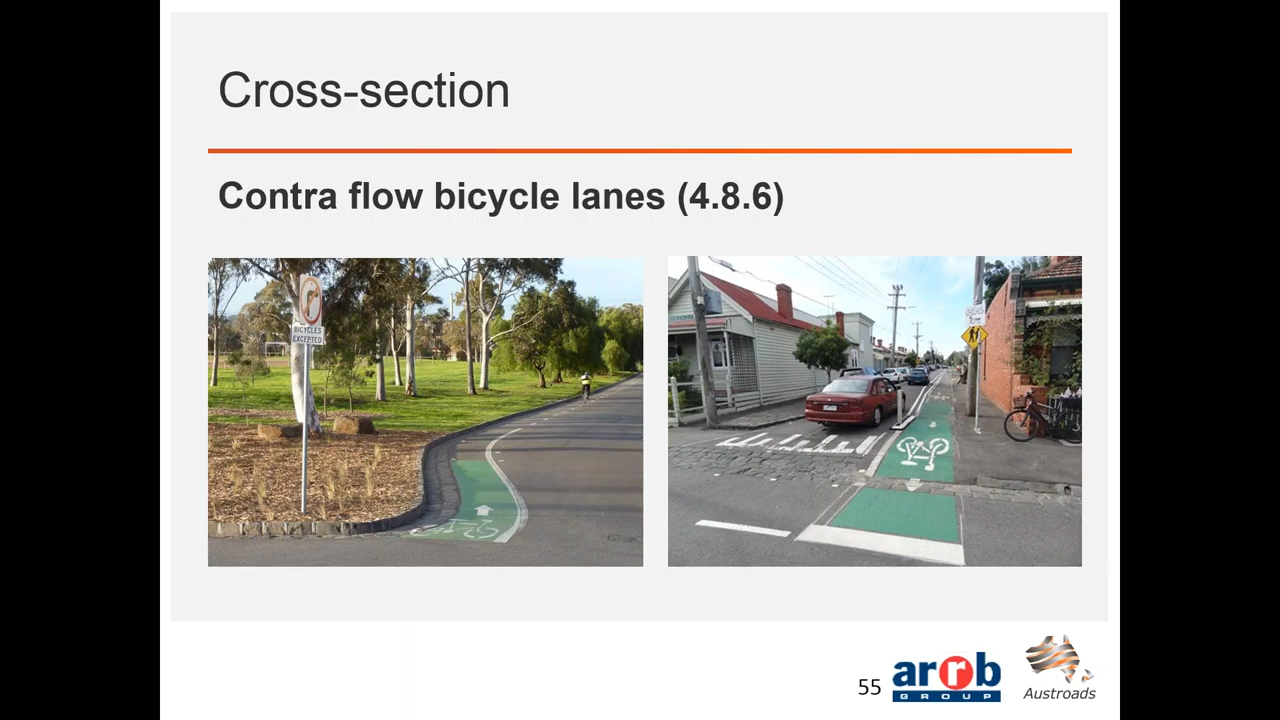 Cross-section
Contra flow bicycle lanes (4.8.6)
BICYCLES
EXCEPTED
55
arrb
GROUP
Austroads